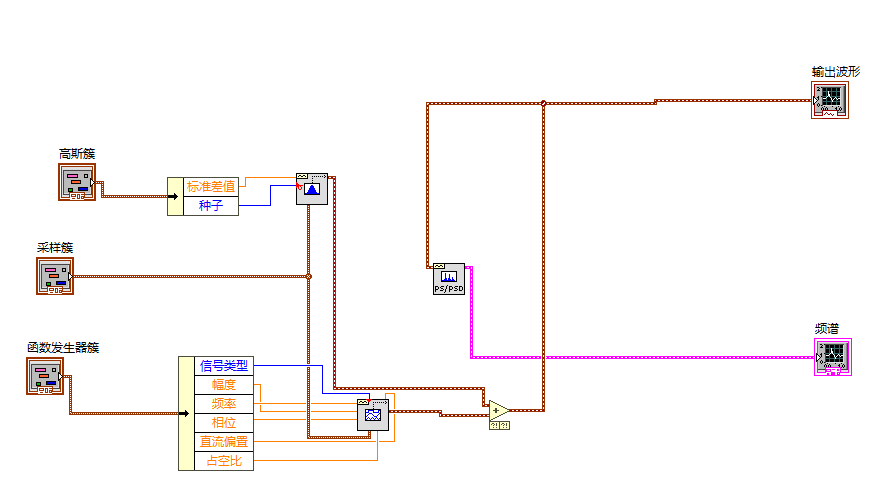 输出波形
高斯簇
标准差值
种子
采样簇
PS/PSD
频谱
函数发生器簇
信号类型
幅度
频率
相位
直流偏置
占空比
+
?!?!